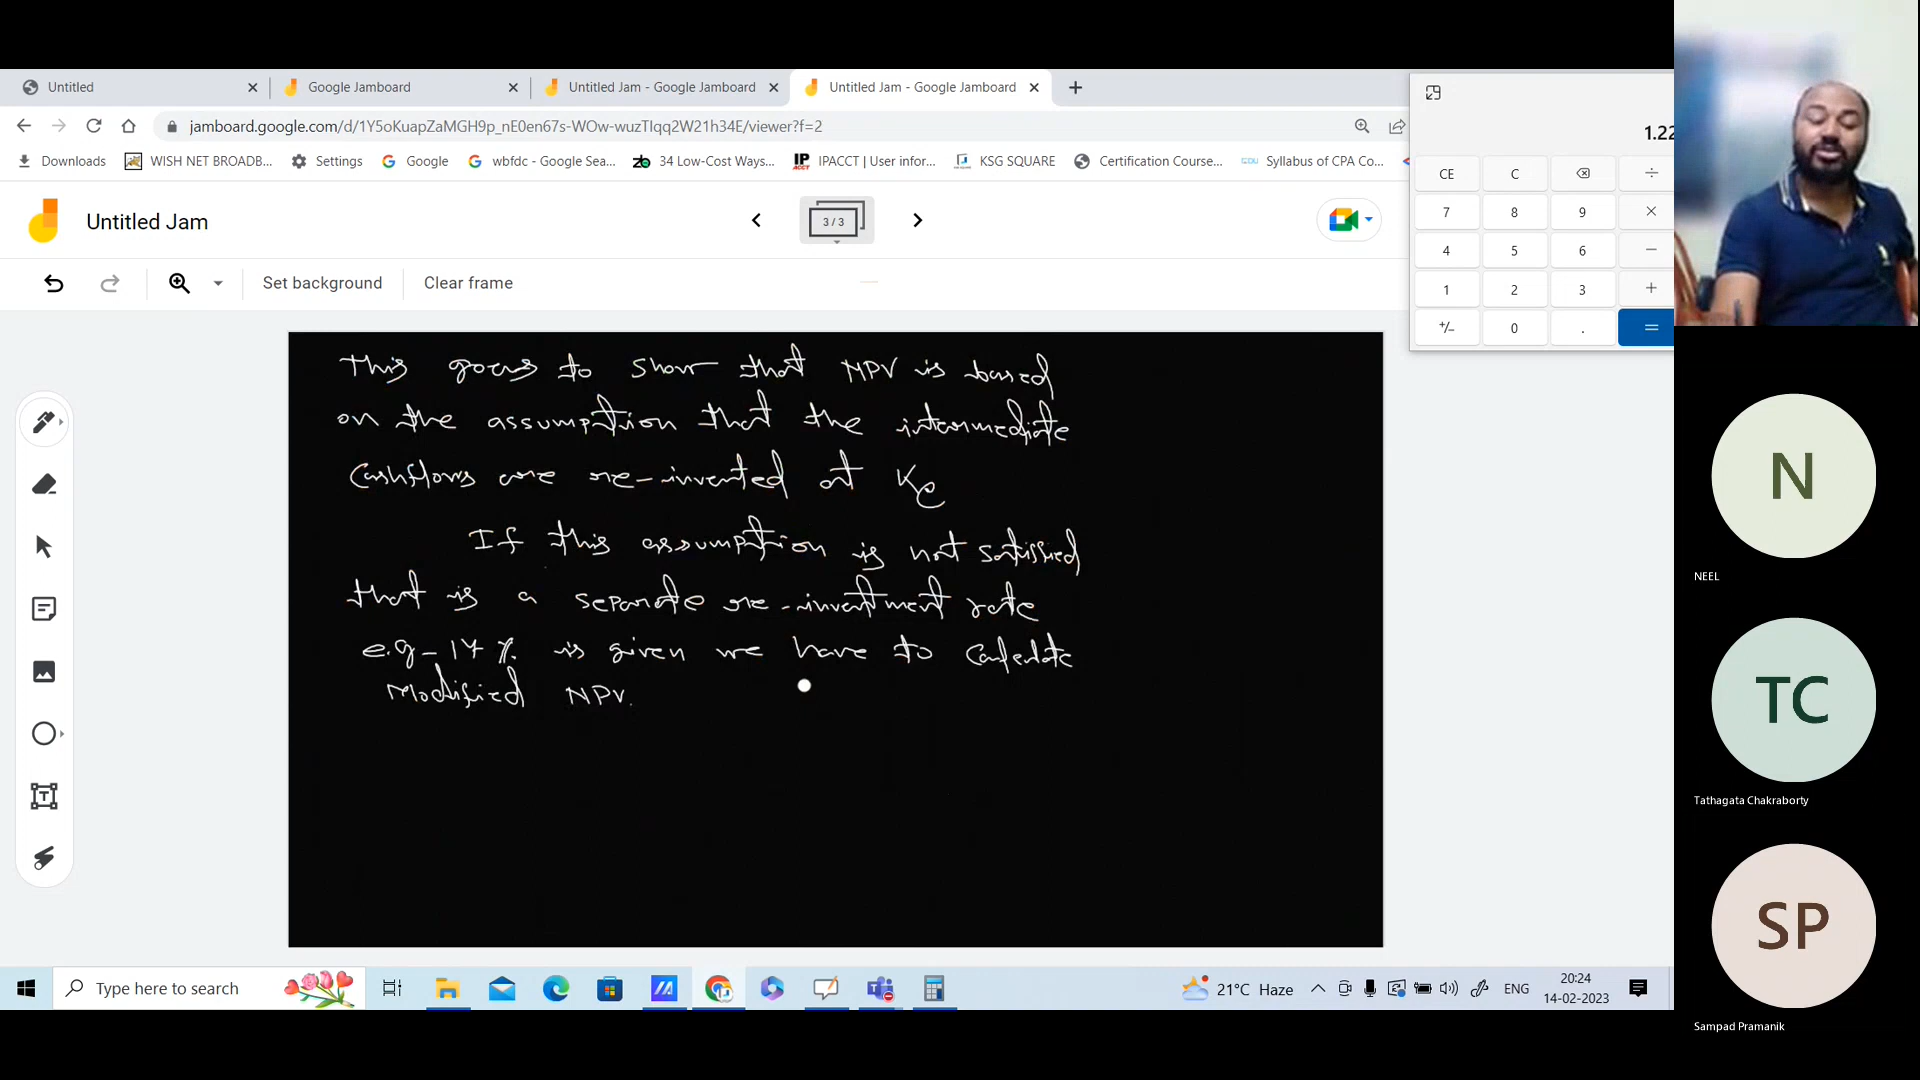 Untitled
Google Jamboard
Untitled Jam - Google Jamboard
Untitled Jam - Google Jamboard
jamboard.google.com/d/1Y5oKuapZaMGH9p_nE0en67s-WOw-wuzTlqq2W21h34E/viewer?f=2
Downloads WISH NET BROADB... Settings Google wbfdc - Google Sea... 34 Low-Cost Ways... IPACCT | User infor... KSG SQUARE Certification Course... Syllabus of CPA Co...
Untitled Jam
3 / 3
Set background Clear frame
1.22
CE C ÷
7 8 9 ×
4 5 6 −
1 2 3 +
+/− 0 . =
This goes to show that NPV is based
on the assumption that the intermediate
cashflows are re-invested at Kc
If this assumption is not satisfied
that is a separate re-investment rate
e.g - 14 % is given we have to calculate
Modified NPV.
N
NEEL
TC
Tathagata Chakraborty
SP
Sampad Pramanik
Type here to search
21°C Haze
ENG
20:24
14-02-2023